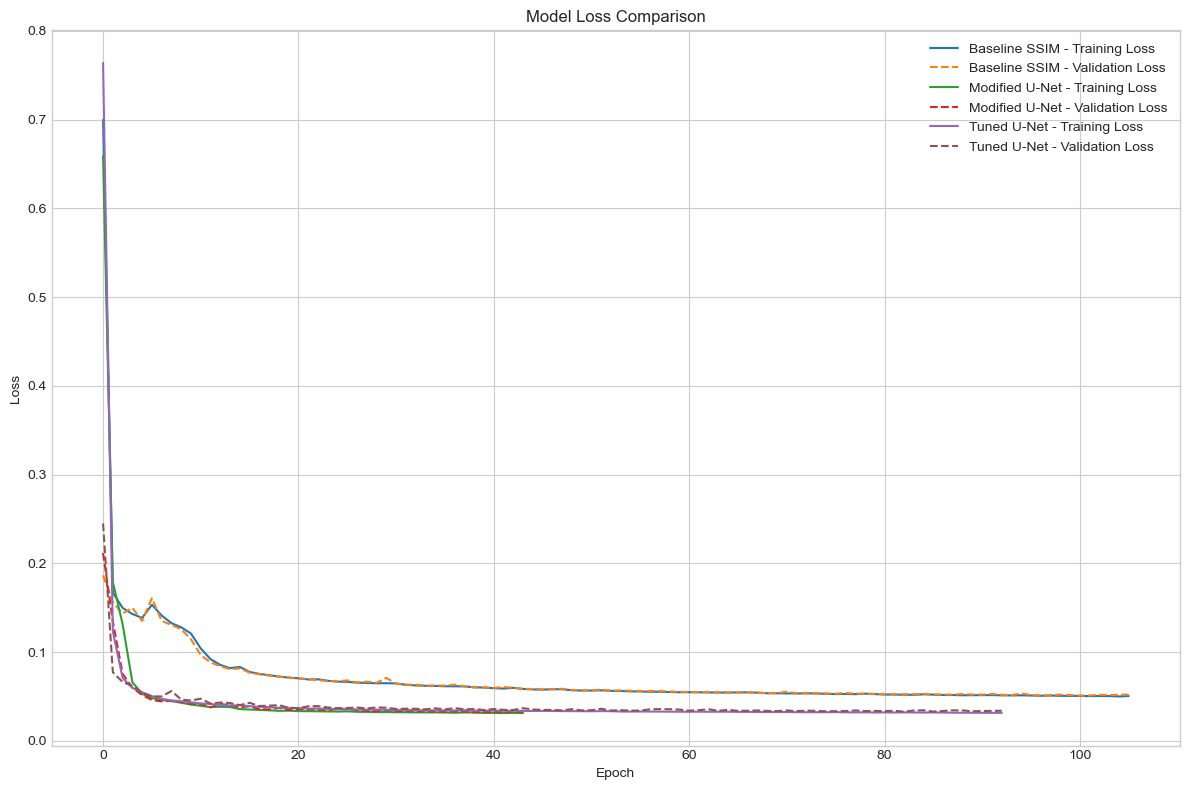 Model Loss Comparison
Baseline SSIM - Training Loss
Baseline SSIM - Validation Loss
Modified U-Net - Training Loss
Modified U-Net - Validation Loss
Tuned U-Net - Training Loss
Tuned U-Net - Validation Loss
Loss
0.8
0.7
0.6
0.5
0.4
0.3
0.2
0.1
0.0
0 20 40 60 80 100
Epoch